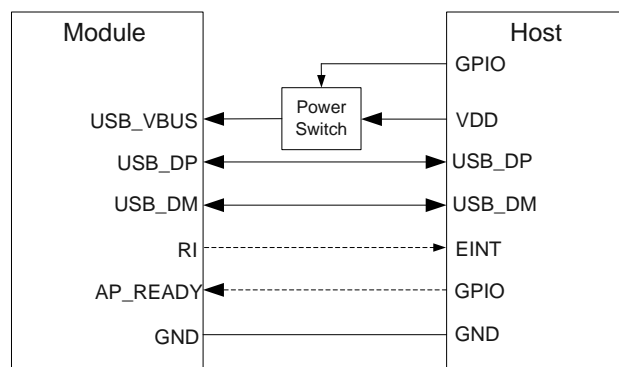 Module
Host
GPIO
Power
Switch
USB_VBUS
VDD
USB_DP
USB_DP
USB_DM
USB_DM
RI
EINT
AP_READY
GPIO
GND
GND